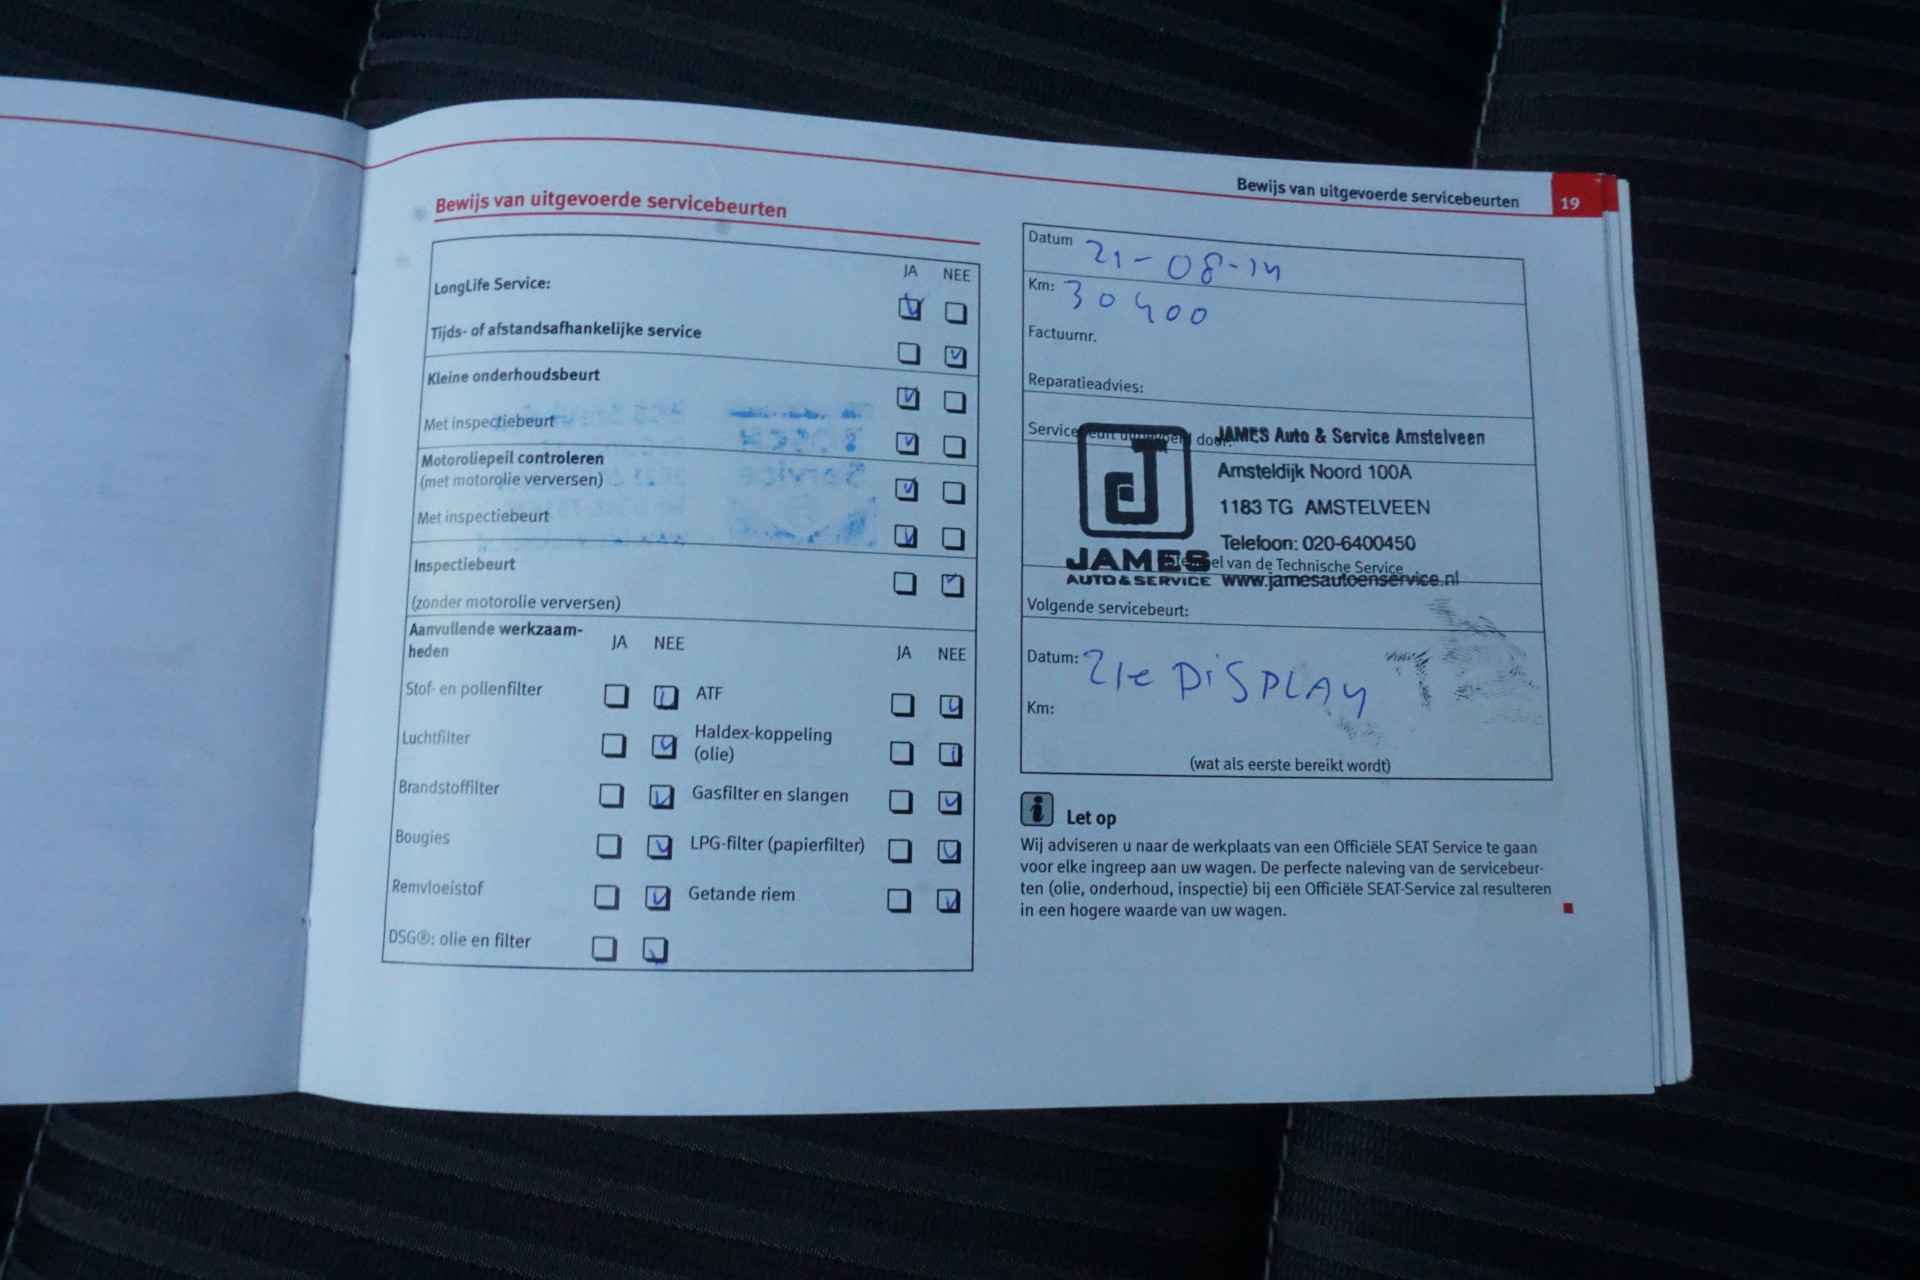 Bewijs van uitgevoerde servicebeurten
19
Bewijs van uitgevoerde servicebeurten
JA NEE
LongLife Service:
Tijds- of afstandsafhankelijke service
Kleine onderhoudsbeurt
Met inspectiebeurt
Motoroliepeil controleren
(met motorolie verversen)
Met inspectiebeurt
Inspectiebeurt
(zonder motorolie verversen)
Aanvullende werkzaam-
heden
JA NEE
JA NEE
Stof- en pollenfilter
ATF
Luchtfilter
Haldex-koppeling
(olie)
Brandstoffilter
Gasfilter en slangen
Bougies
LPG-filter (papierfilter)
Remvloeistof
Getande riem
DSG®: olie en filter
Datum 21-08-14
Km: 30400
Factuurnr.
Reparatieadvies:
door:
JAMES Auto & Service Amstelveen
Amsteldijk Noord 100A
1183 TG AMSTELVEEN
Telefoon: 020-6400450
van de Technische Service
www.jamesautoenservice.nl
J
JAMES
AUTO & SERVICE
Volgende servicebeurt:
Datum: ZIE DISPLAY
Km:
(wat als eerste bereikt wordt)
i Let op
Wij adviseren u naar de werkplaats van een Officiële SEAT Service te gaan
voor elke ingreep aan uw wagen. De perfecte naleving van de servicebeur-
ten (olie, onderhoud, inspectie) bij een Officiële SEAT-Service zal resulteren
in een hogere waarde van uw wagen.